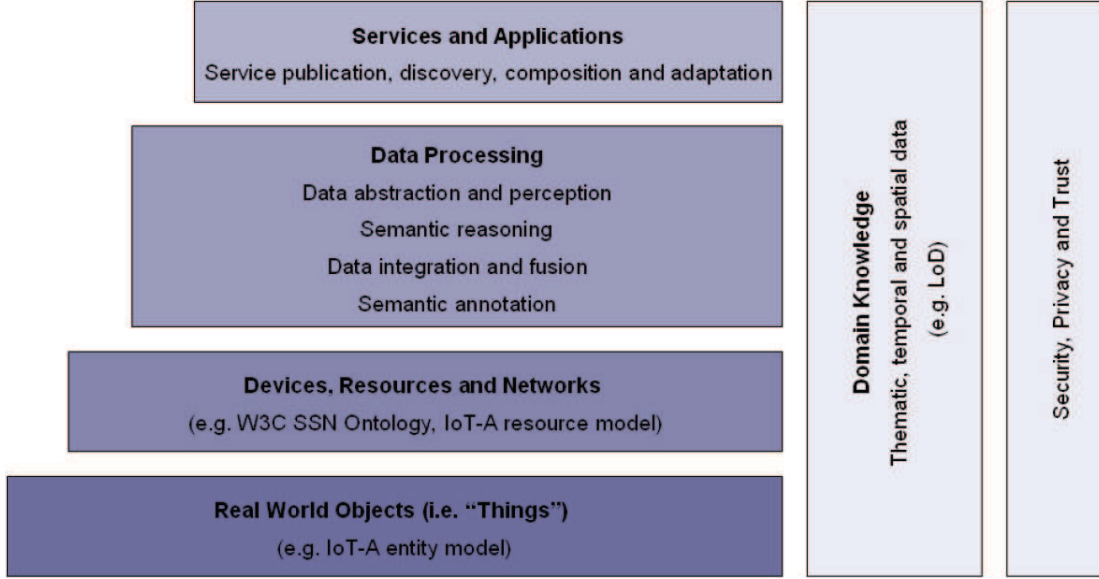 Services and Applications
Service publication, discovery, composition and adaptation
Data Processing
Data abstraction and perception
Semantic reasoning
Data integration and fusion
Semantic annotation
Devices, Resources and Networks
(e.g. W3C SSN Ontology, IoT-A resource model)
Real World Objects (i.e. “Things”)
(e.g. IoT-A entity model)
Domain Knowledge
Thematic, temporal and spatial data
(e.g. LoD)
Security, Privacy and Trust